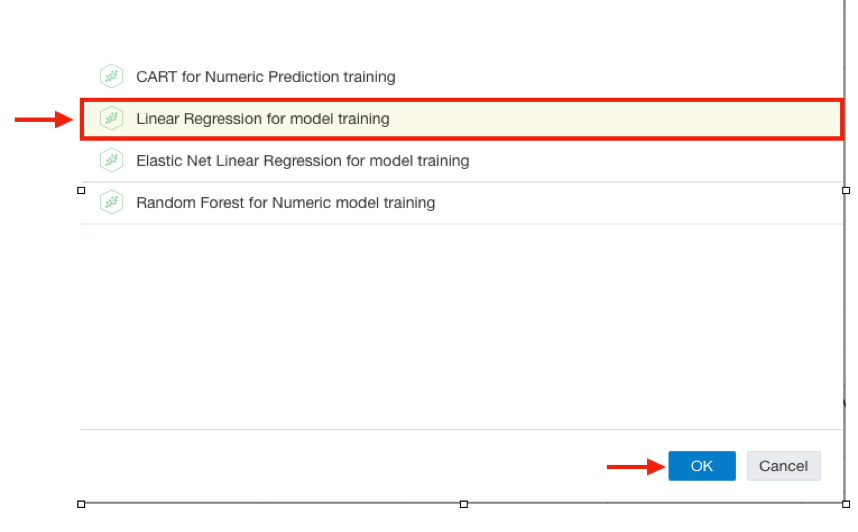 CART for Numeric Prediction training
Linear Regression for model training
Elastic Net Linear Regression for model training
Random Forest for Numeric model training
OK
Cancel